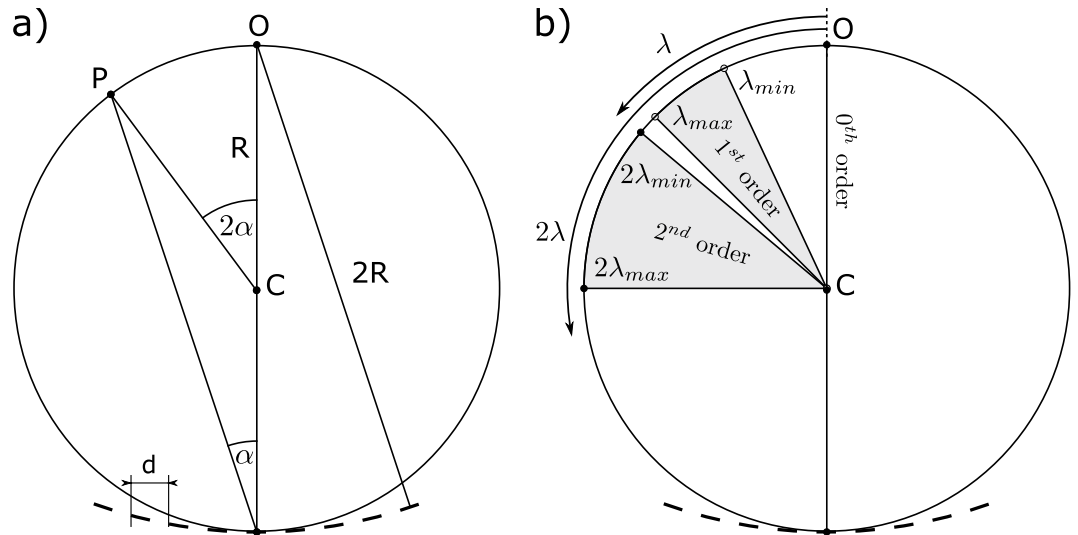 a)
O
P
R
2α
C
2R
α
d
b)
O
λ
λmin
λmax
0th order
1st order
2λmin
2nd order
2λ
2λmax
C